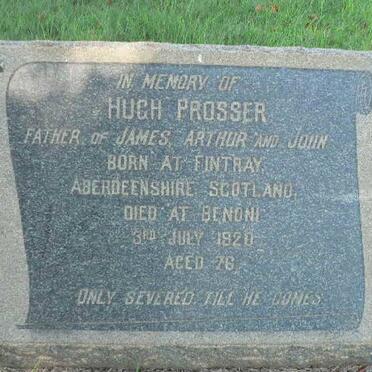 IN MEMORY OF
HUGH PROSSER
FATHER OF JAMES, ARTHUR AND JOHN
BORN AT FINTRAY,
ABERDEENSHIRE SCOTLAND,
DIED AT BENONI
3RD JULY 1920
AGED 76.
ONLY SEVERED TILL HE COMES